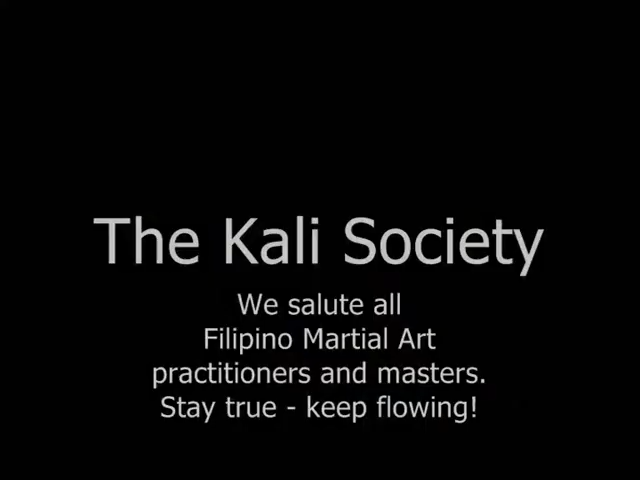 The Kali Society
We salute all
Filipino Martial Art
practitioners and masters.
Stay true - keep flowing!